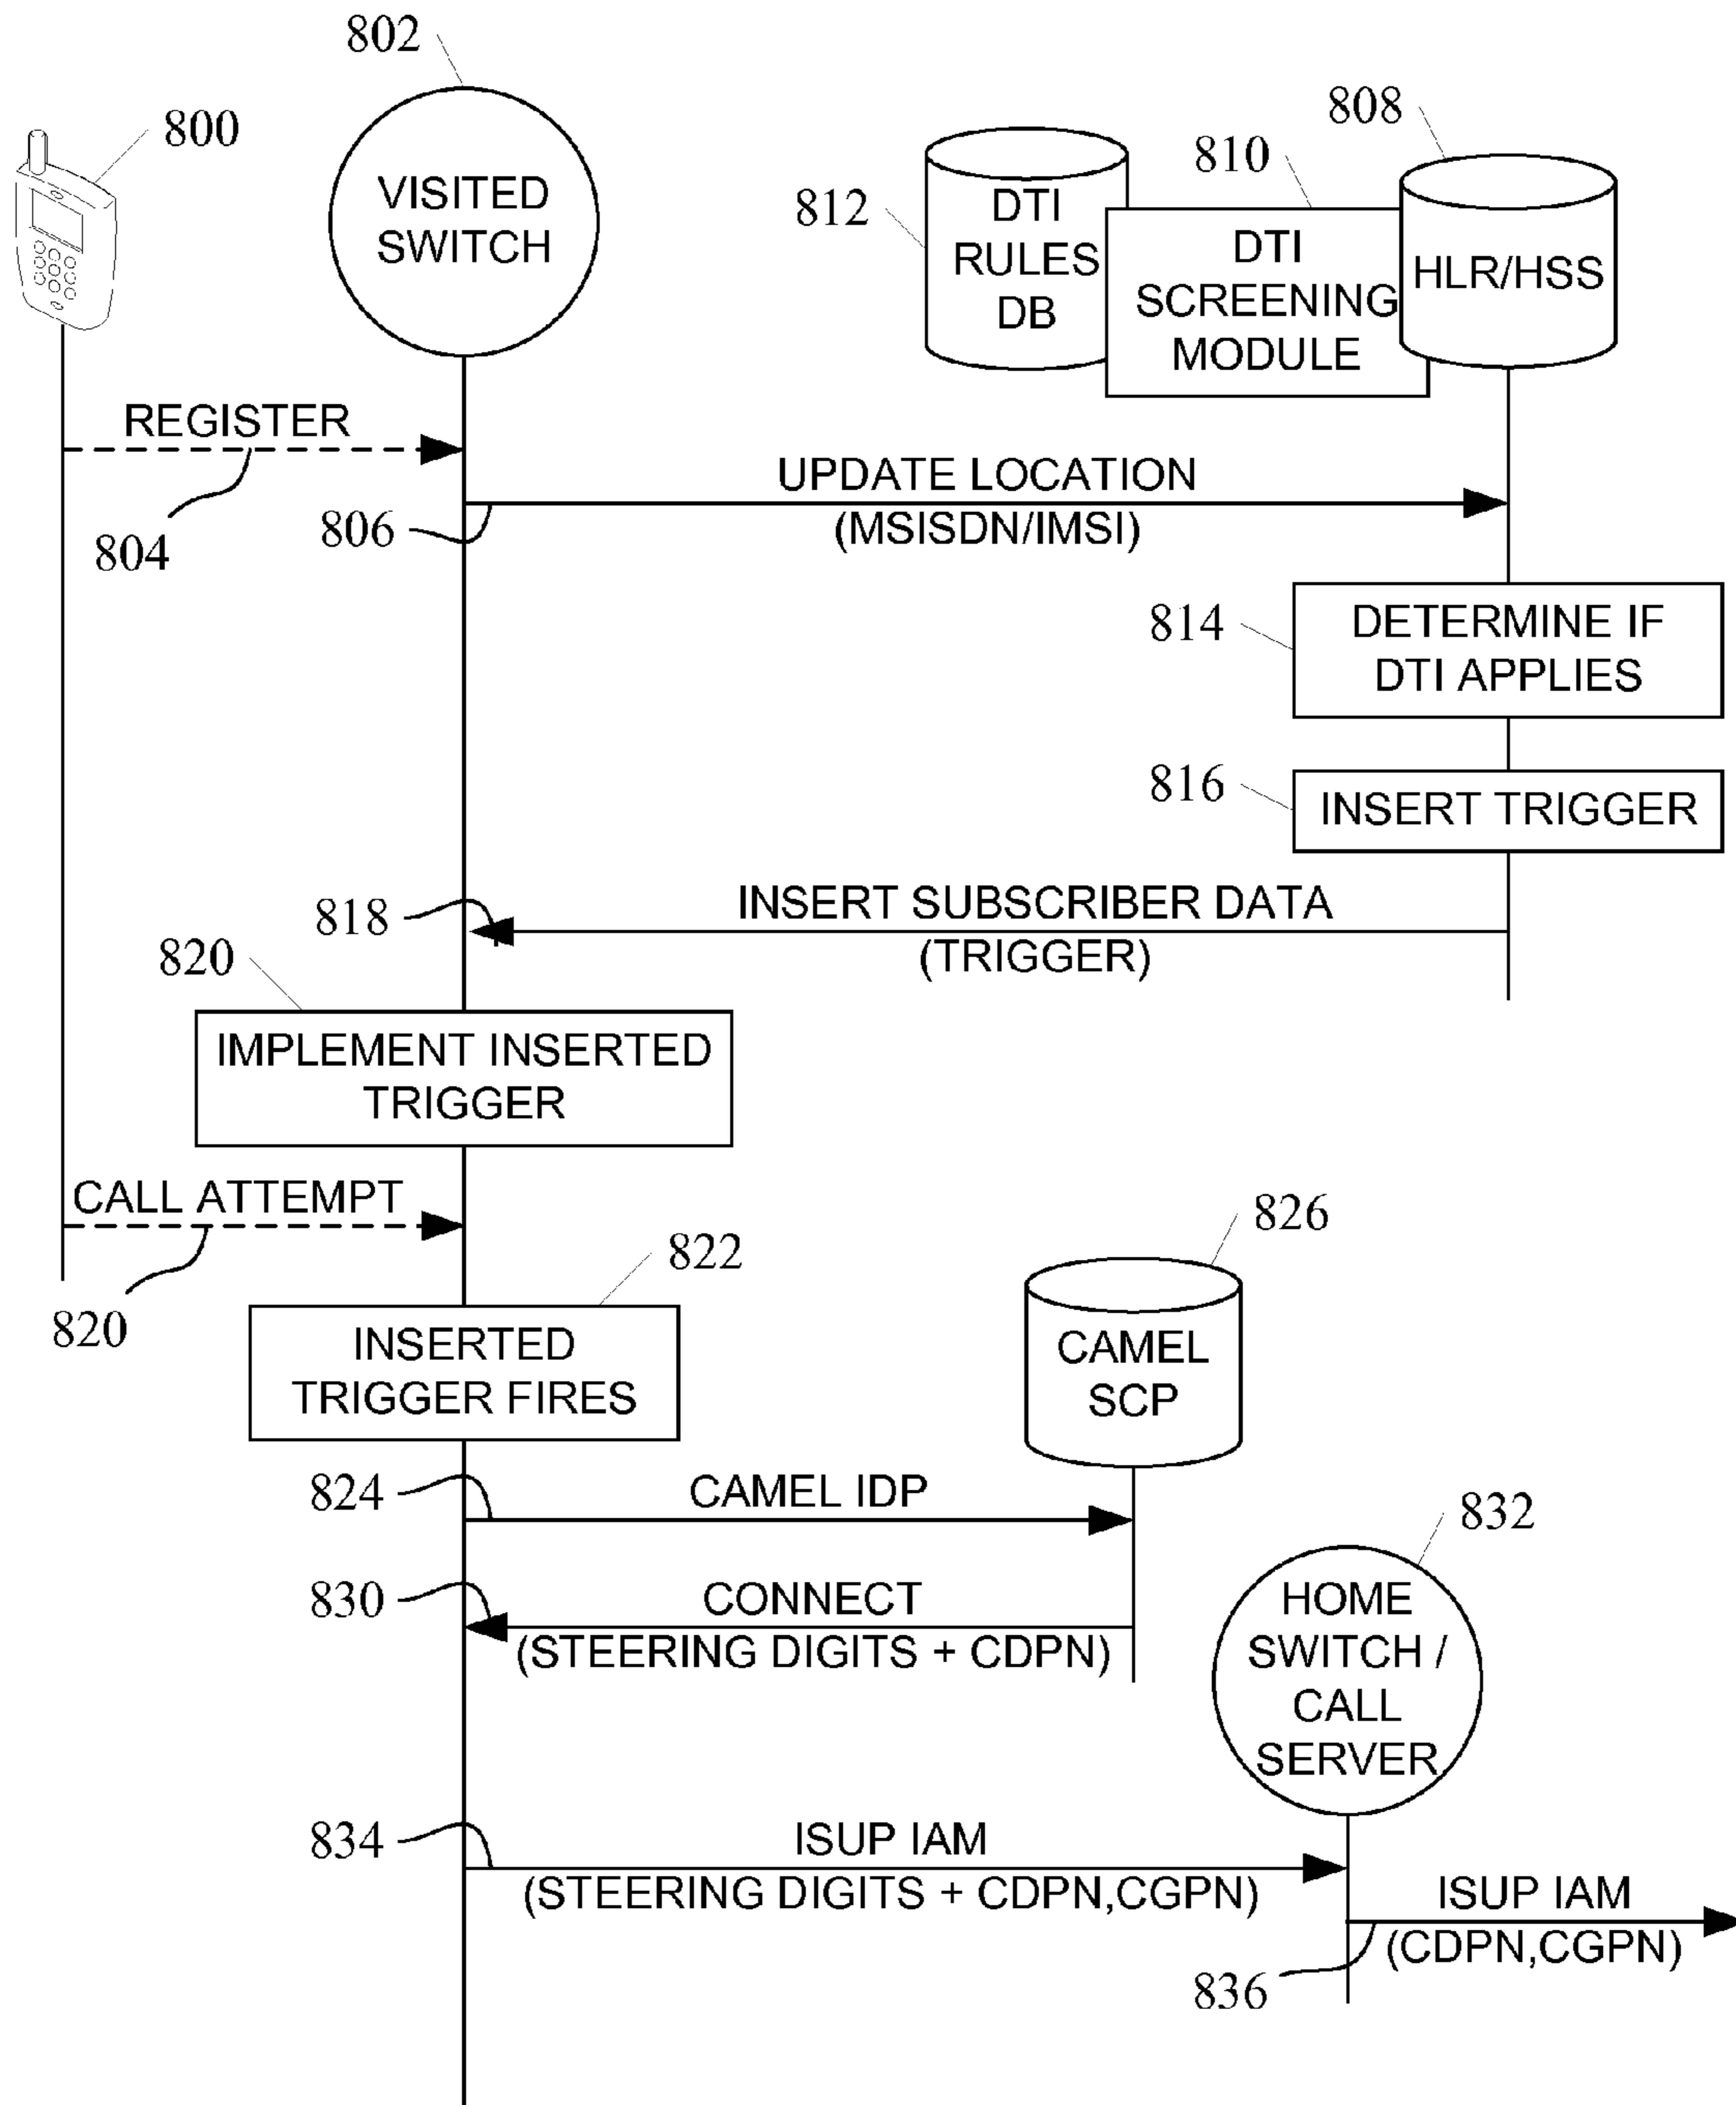 802
800
VISITED
SWITCH
808
810
812
DTI
RULES
DB
DTI
SCREENING
MODULE
HLR/HSS
REGISTER
804
UPDATE LOCATION
(MSISDN/IMSI)
806
814
DETERMINE IF
DTI APPLIES
816
INSERT TRIGGER
818
INSERT SUBSCRIBER DATA
(TRIGGER)
820
IMPLEMENT INSERTED
TRIGGER
CALL ATTEMPT
820
822
INSERTED
TRIGGER FIRES
826
CAMEL
SCP
824
CAMEL IDP
830
CONNECT
(STEERING DIGITS + CDPN)
832
HOME
SWITCH /
CALL
SERVER
834
ISUP IAM
(STEERING DIGITS + CDPN,CGPN)
ISUP IAM
(CDPN,CGPN)
836